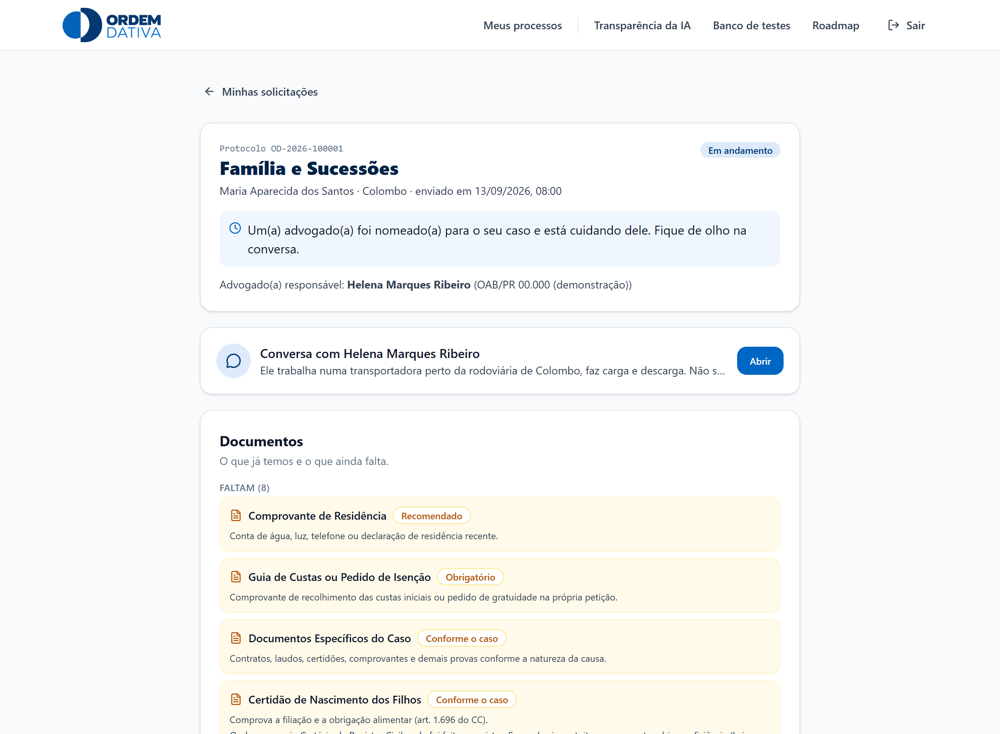 ORDEM
DATIVA
Meus processos
Transparência da IA
Banco de testes
Roadmap
Sair
Minhas solicitações
Protocolo OD-2026-100001
Em andamento
Família e Sucessões
Maria Aparecida dos Santos · Colombo · enviado em 13/09/2026, 08:00
Um(a) advogado(a) foi nomeado(a) para o seu caso e está cuidando dele. Fique de olho na
conversa.
Advogado(a) responsável: Helena Marques Ribeiro (OAB/PR 00.000 (demonstração))
Conversa com Helena Marques Ribeiro
Ele trabalha numa transportadora perto da rodoviária de Colombo, faz carga e descarga. Não s...
Abrir
Documentos
O que já temos e o que ainda falta.
FALTAM (8)
Comprovante de Residência
Recomendado
Conta de água, luz, telefone ou declaração de residência recente.
Guia de Custas ou Pedido de Isenção
Obrigatório
Comprovante de recolhimento das custas iniciais ou pedido de gratuidade na própria petição.
Documentos Específicos do Caso
Conforme o caso
Contratos, laudos, certidões, comprovantes e demais provas conforme a natureza da causa.
Certidão de Nascimento dos Filhos
Conforme o caso
Comprova a filiação e a obrigação alimentar (art. 1.696 do CC).